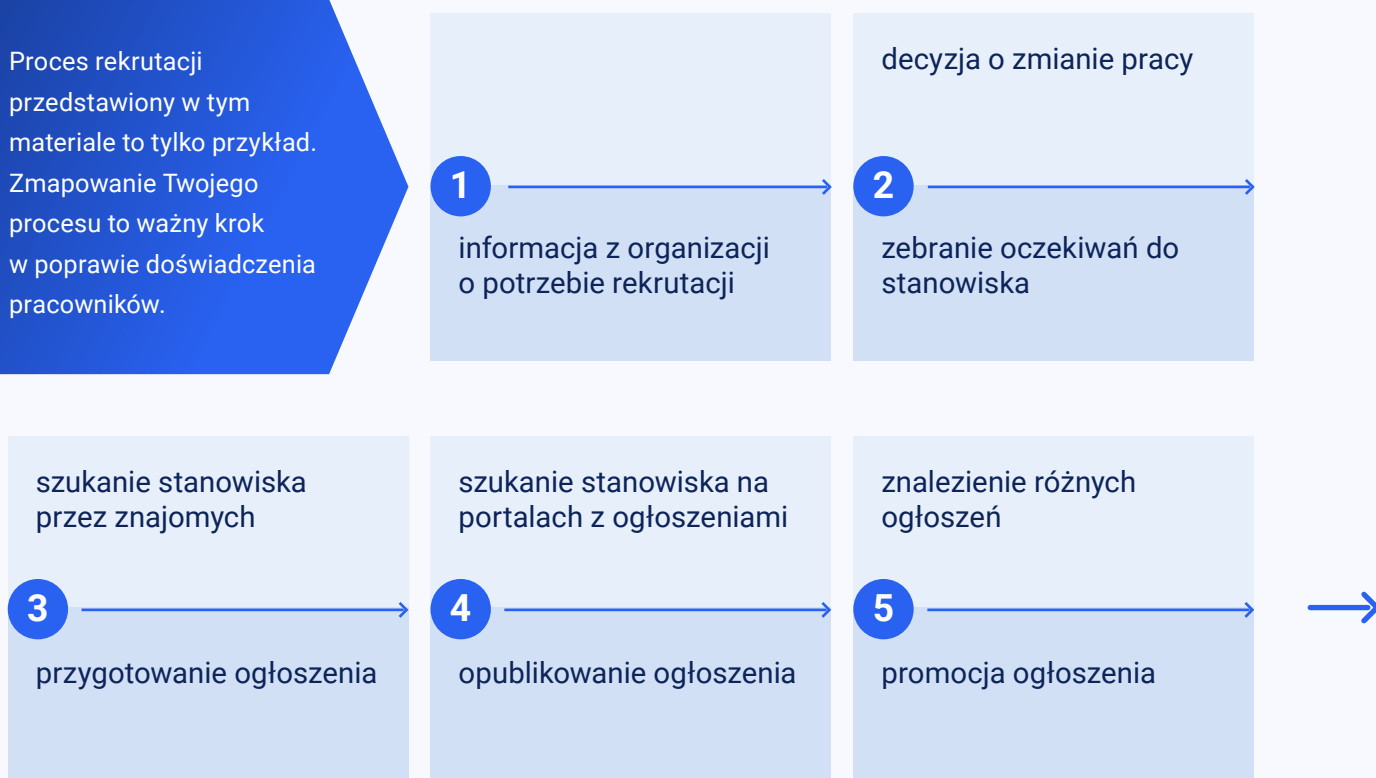 Proces rekrutacji
przedstawiony w tym
materiale to tylko przykład.
Zmapowanie Twojego
procesu to ważny krok
w poprawie doświadczenia
pracowników.
1
informacja z organizacji
o potrzebie rekrutacji
decyzja o zmianie pracy
2
zebranie oczekiwań do
stanowiska
szukanie stanowiska
przez znajomych
3
przygotowanie ogłoszenia
szukanie stanowiska na
portalach z ogłoszeniami
4
opublikowanie ogłoszenia
znalezienie różnych
ogłoszeń
5
promocja ogłoszenia